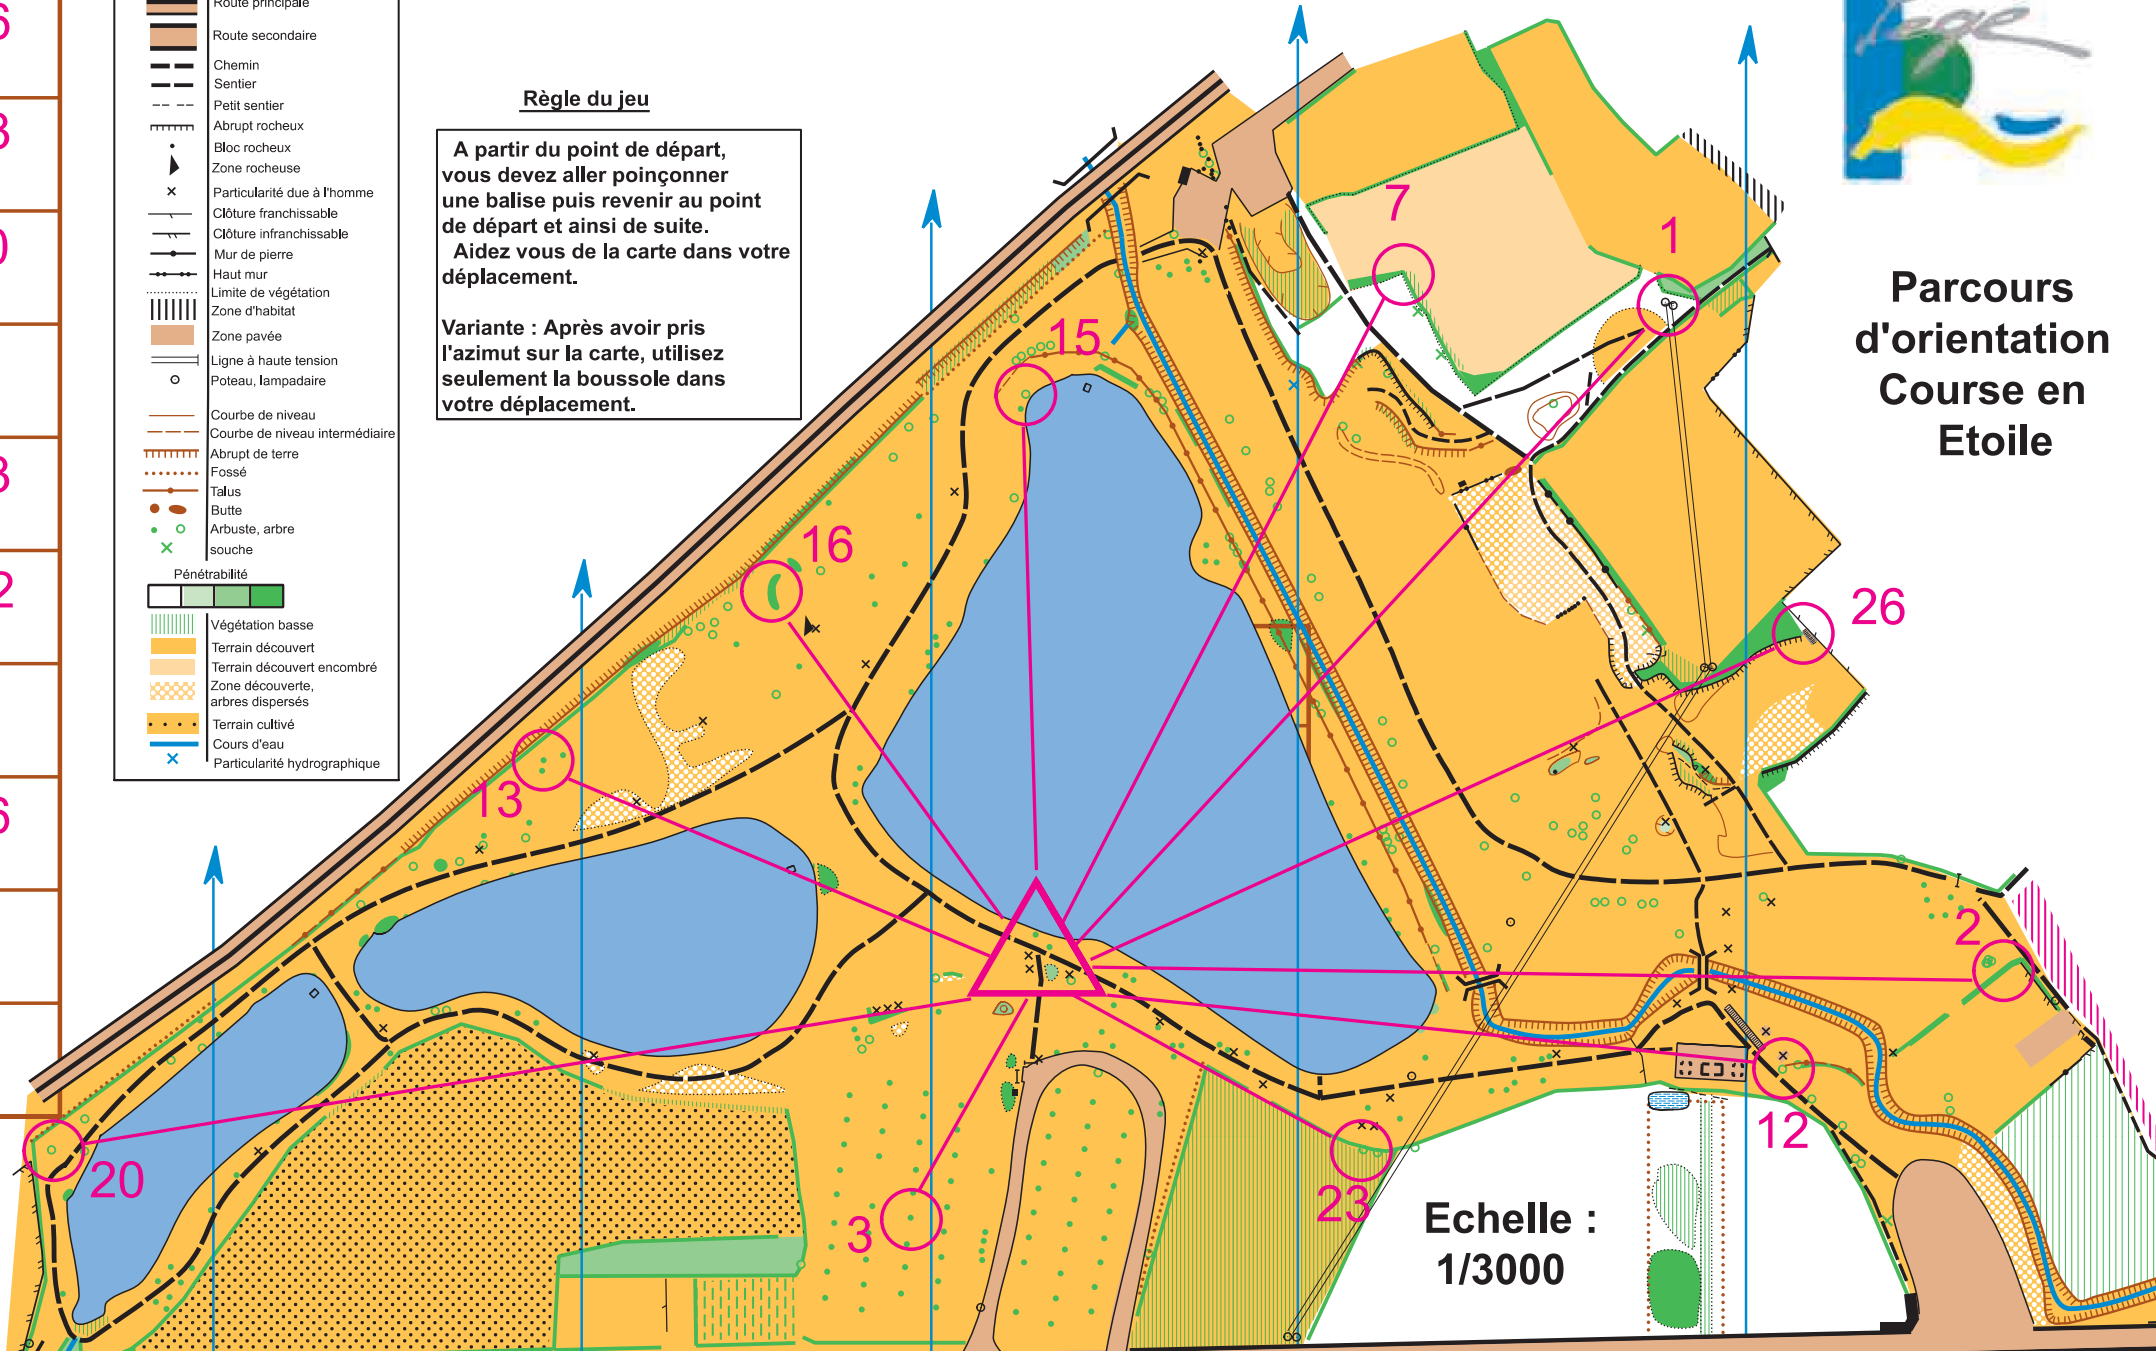 Route principale
Route secondaire
Chemin
Sentier
Petit sentier
Abrupt rocheux
Bloc rocheux
Zone rocheuse
Particularité due à l'homme
Clôture franchissable
Clôture infranchissable
Mur de pierre
Haut mur
Limite de végétation
Zone d'habitat
Zone pavée
Ligne à haute tension
Poteau, lampadaire
Courbe de niveau
Courbe de niveau intermédiaire
Abrupt de terre
Fossé
Talus
Butte
Arbuste, arbre
souche
Pénétrabilité
Végétation basse
Terrain découvert
Terrain découvert encombré
Zone découverte,
arbres dispersés
Terrain cultivé
Cours d'eau
Particularité hydrographique
Règle du jeu
A partir du point de départ,
vous devez aller poinçonner
une balise puis revenir au point
de départ et ainsi de suite.
Aidez vous de la carte dans votre
déplacement.
Variante : Après avoir pris
l'azimut sur la carte, utilisez
seulement la boussole dans
votre déplacement.
Parcours
d'orientation
Course en
Etoile
7
1
15
16
26
13
2
12
20
3
23
Echelle :
1/3000